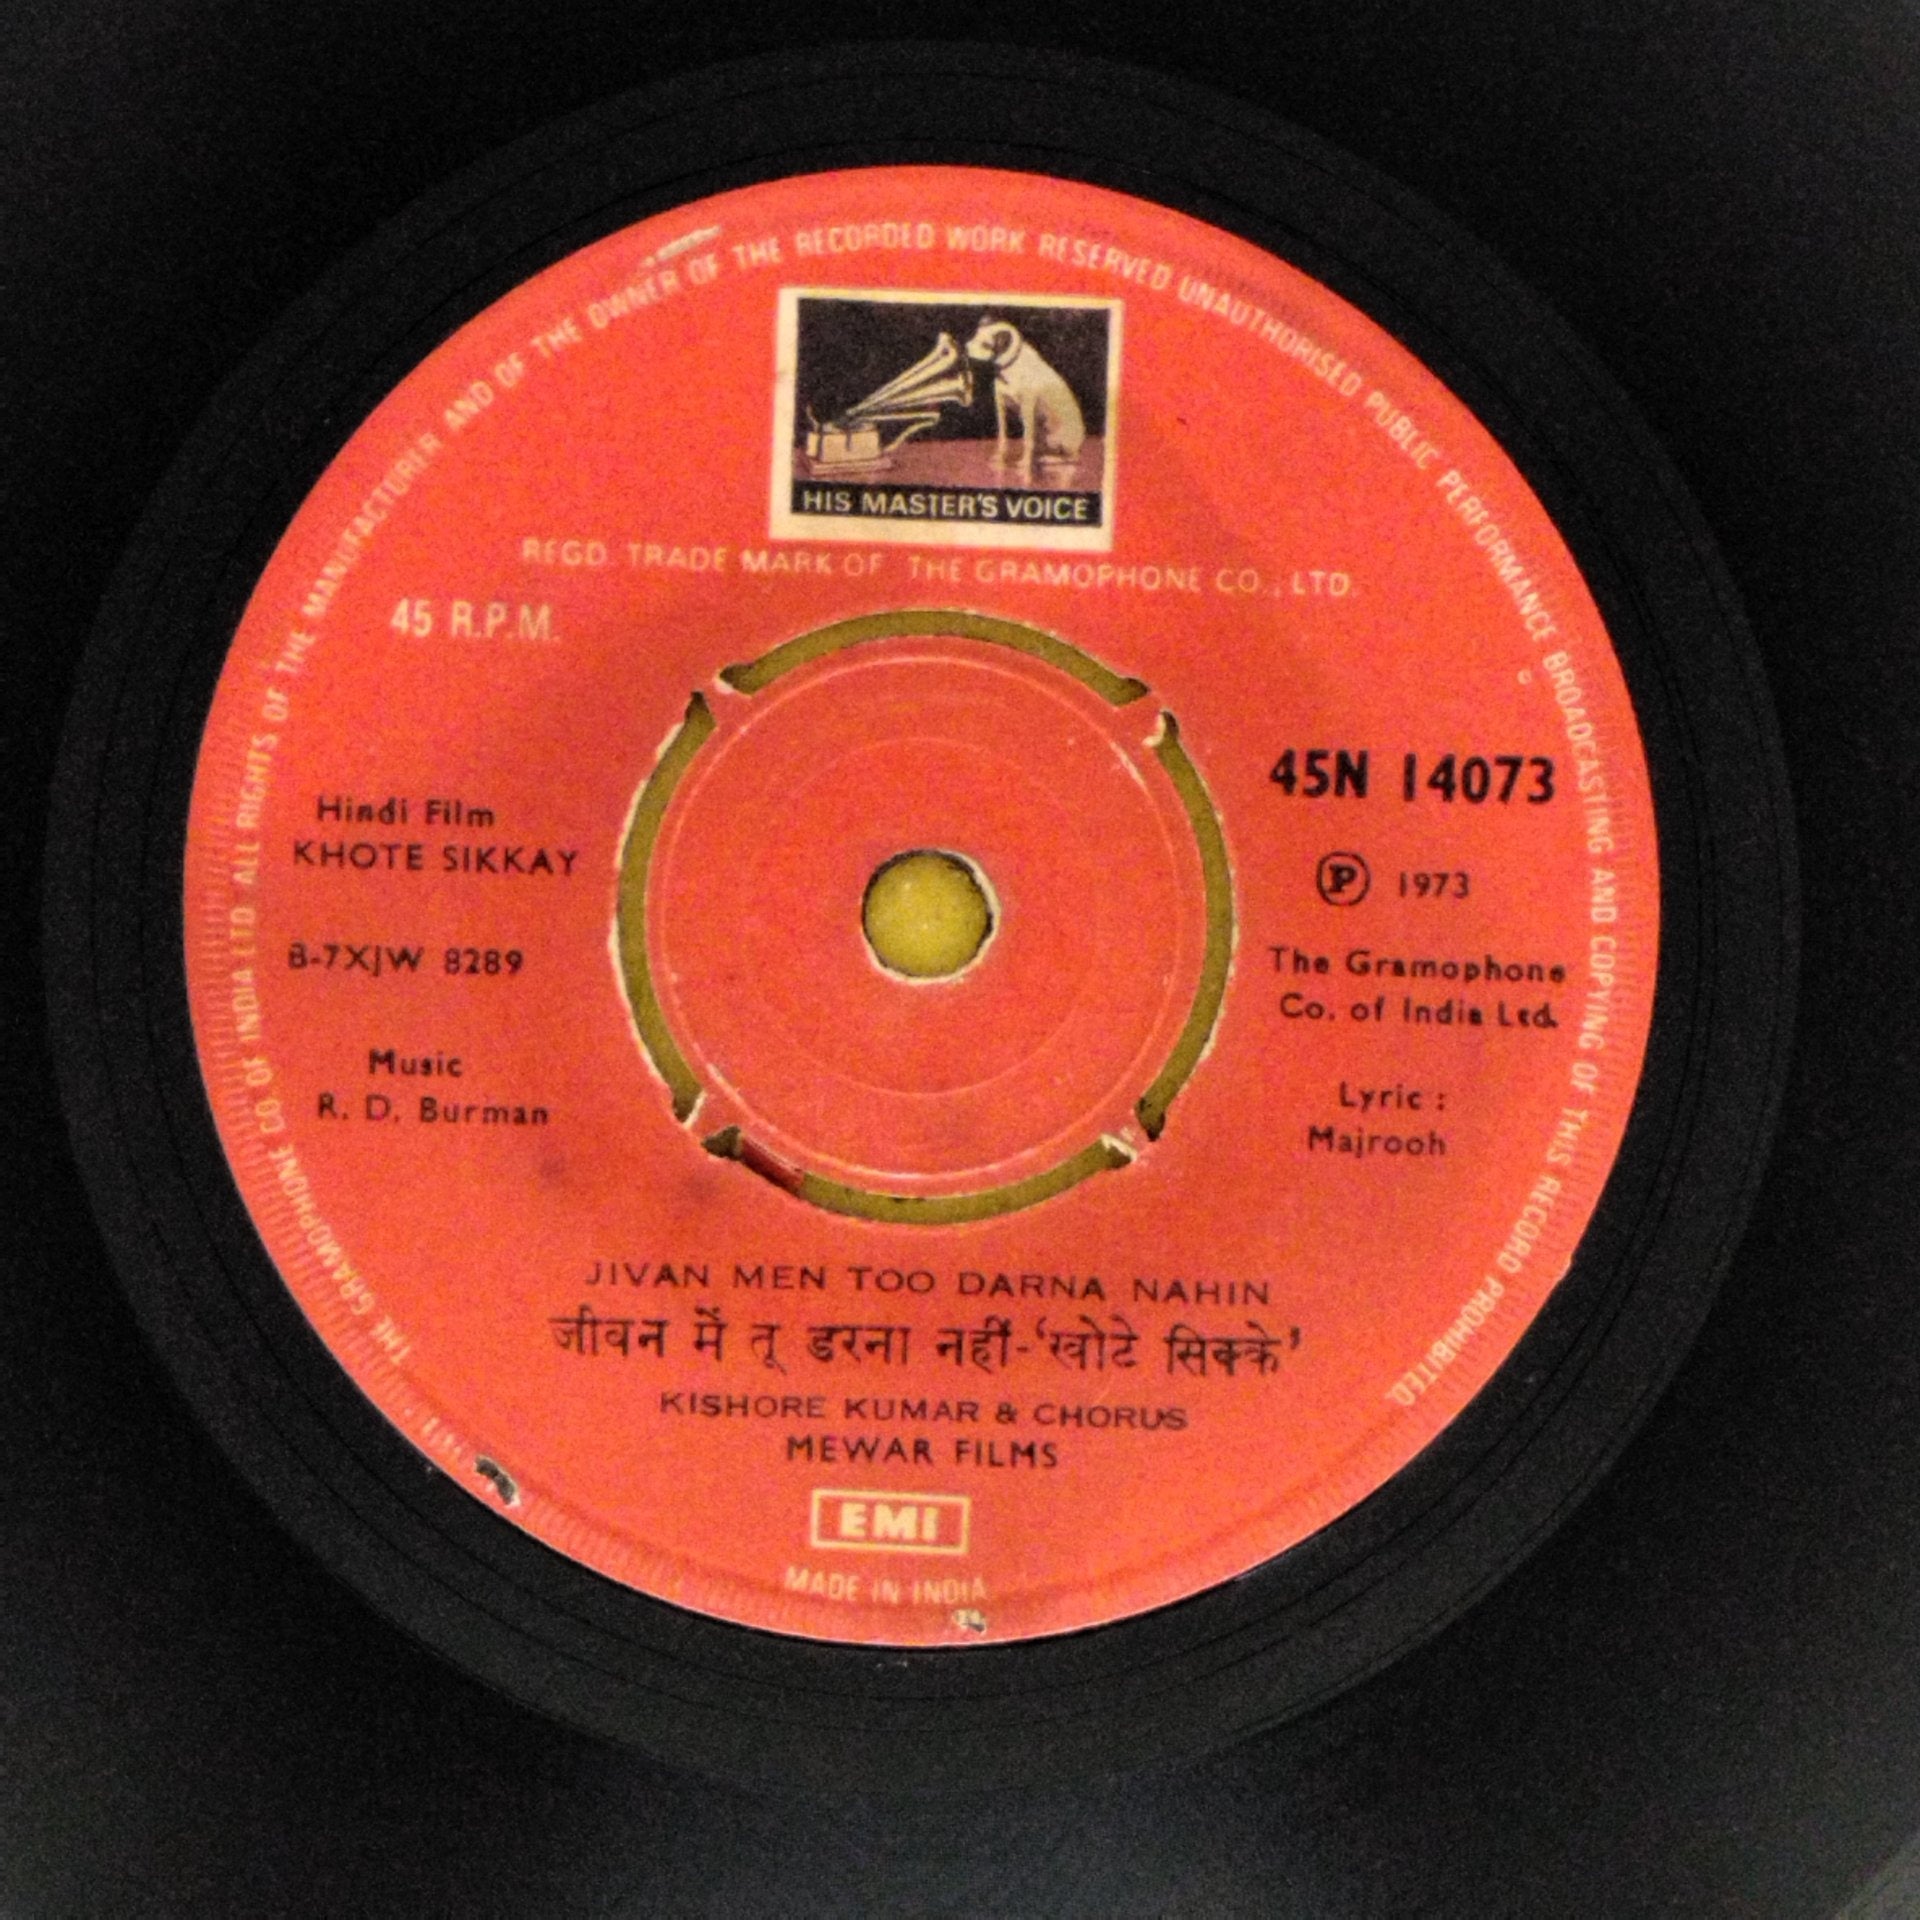 THE GRAMOPHONE CO. OF INDIA LTD. ALL RIGHTS OF THE MANUFACTURER AND OF THE OWNER OF THE RECORDED WORK RESERVED UNAUTHORISED PUBLIC PERFORMANCE BROADCASTING AND COPYING OF THIS RECORD PROHIBITED.
HIS MASTER'S VOICE
REGD. TRADE MARK OF THE GRAMOPHONE CO., LTD.
45 R.P.M.
45N 14073
Hindi Film
KHOTE SIKKAY
Ⓟ 1973
B-7XJW 8289
The Gramophone
Co. of India Ltd.
Music
R. D. Burman
Lyric :
Majrooh
JIVAN MEN TOO DARNA NAHIN
जीवन में तू डरना नहीं-‘खोटे सिक्के’
KISHORE KUMAR & CHORUS
MEWAR FILMS
EMI
MADE IN INDIA